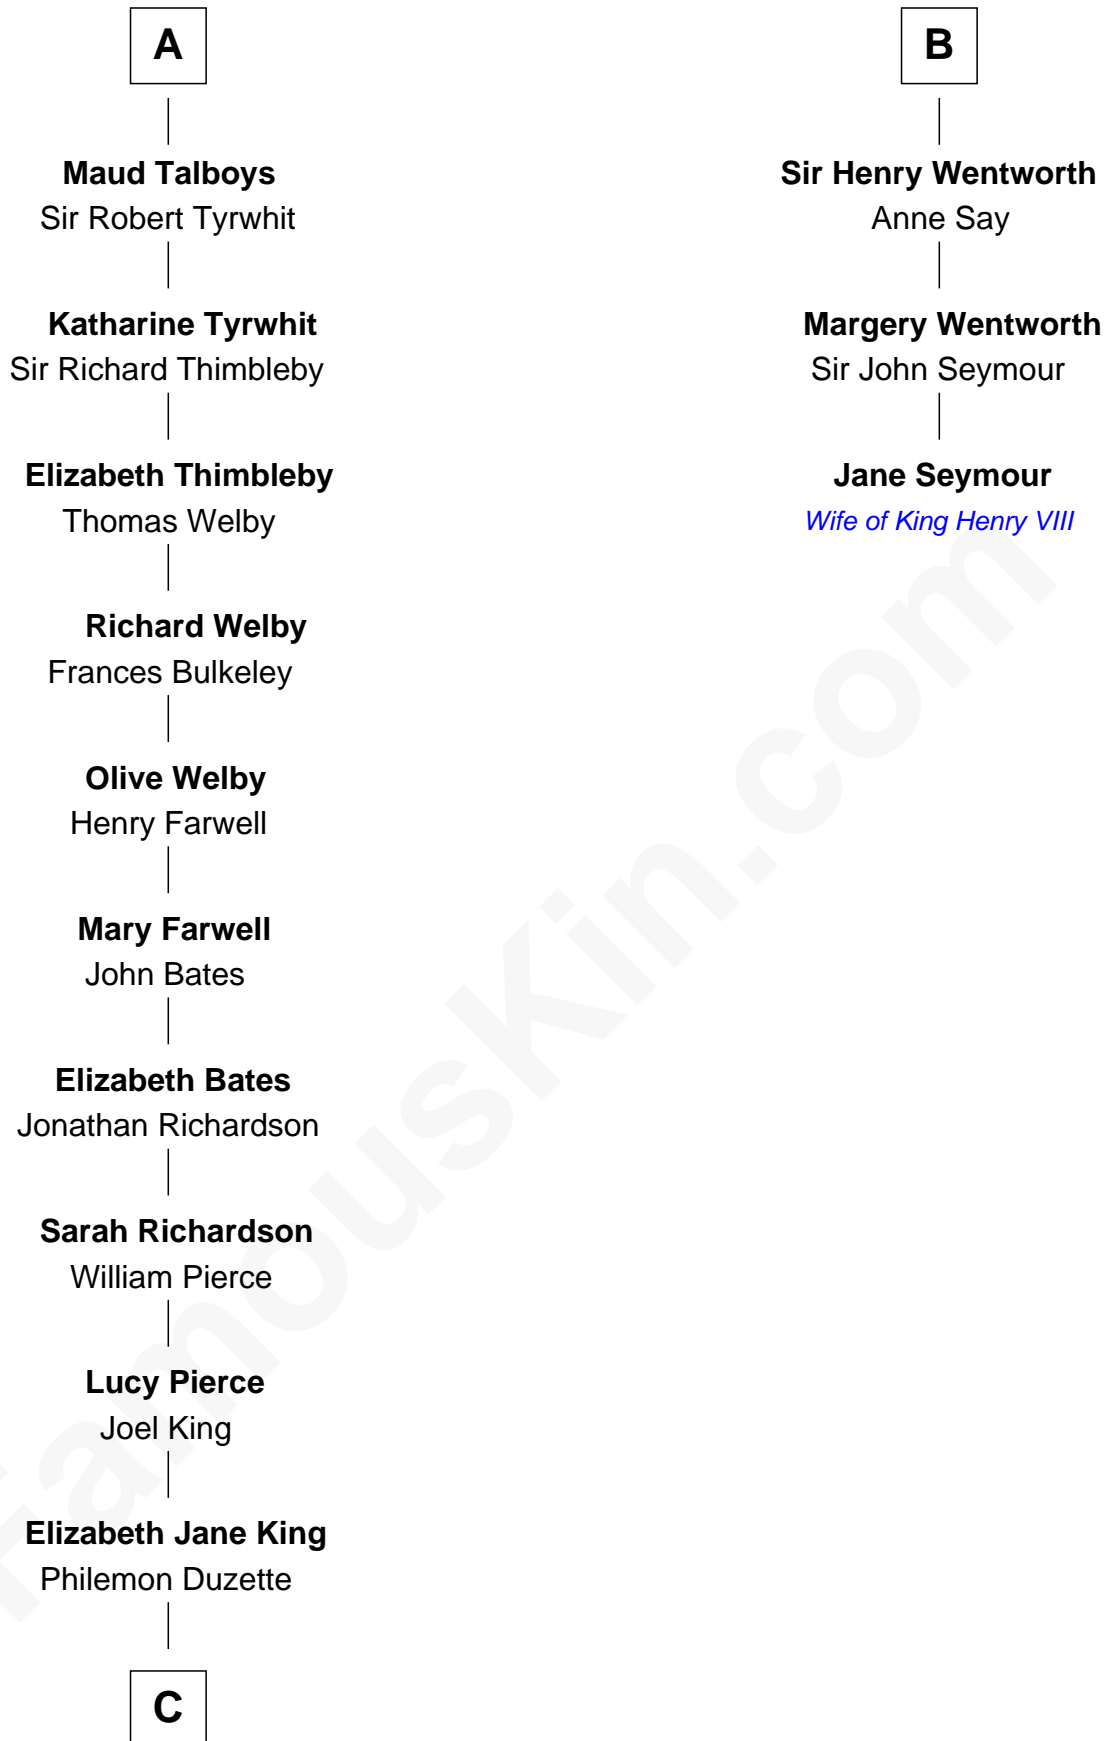 A
Maud Talboys
Sir Robert Tyrwhit
Katharine Tyrwhit
Sir Richard Thimbleby
Elizabeth Thimbleby
Thomas Welby
Richard Welby
Frances Bulkeley
Olive Welby
Henry Farwell
Mary Farwell
John Bates
Elizabeth Bates
Jonathan Richardson
Sarah Richardson
William Pierce
Lucy Pierce
Joel King
Elizabeth Jane King
Philemon Duzette
C
B
Sir Henry Wentworth
Anne Say
Margery Wentworth
Sir John Seymour
Jane Seymour
Wife of King Henry VIII
FamousKin.com